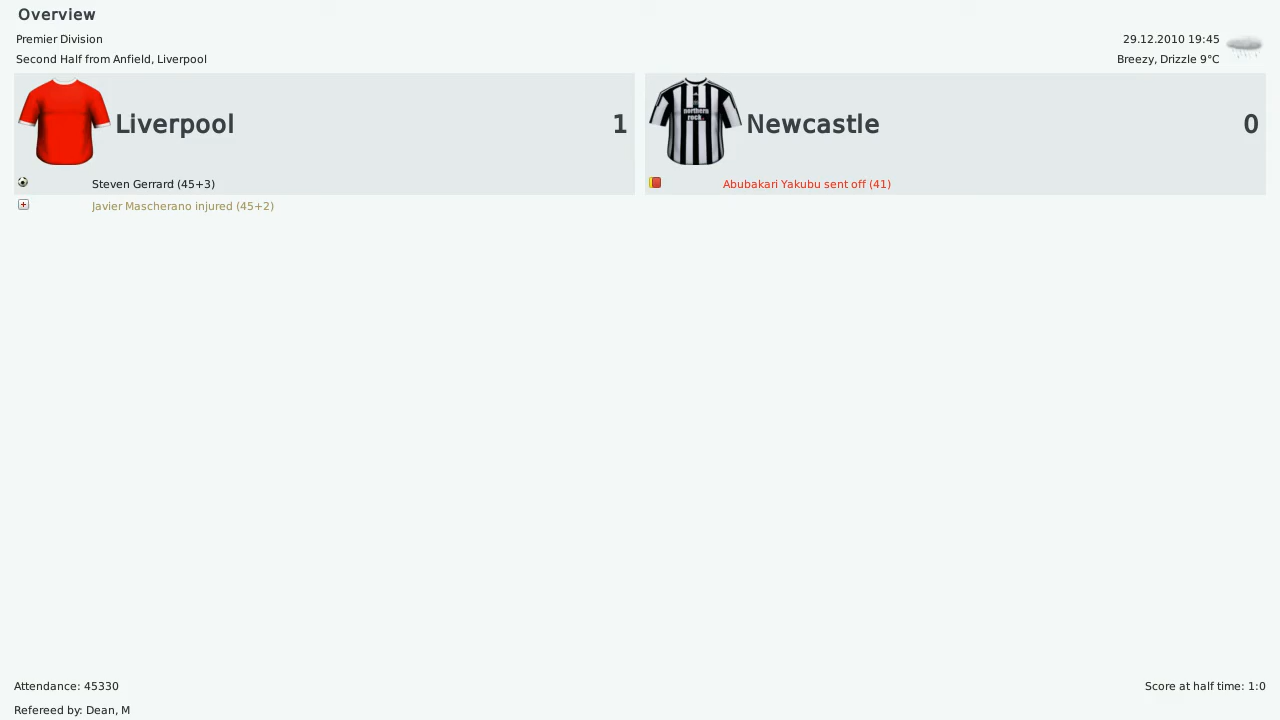 Overview
Premier Division
29.12.2010 19:45
Second Half from Anfield, Liverpool
Breezy, Drizzle 9°C
Liverpool 1
northern rock.
Newcastle 0
Steven Gerrard (45+3)
Abubakari Yakubu sent off (41)
Javier Mascherano injured (45+2)
Attendance: 45330
Score at half time: 1:0
Refereed by: Dean, M